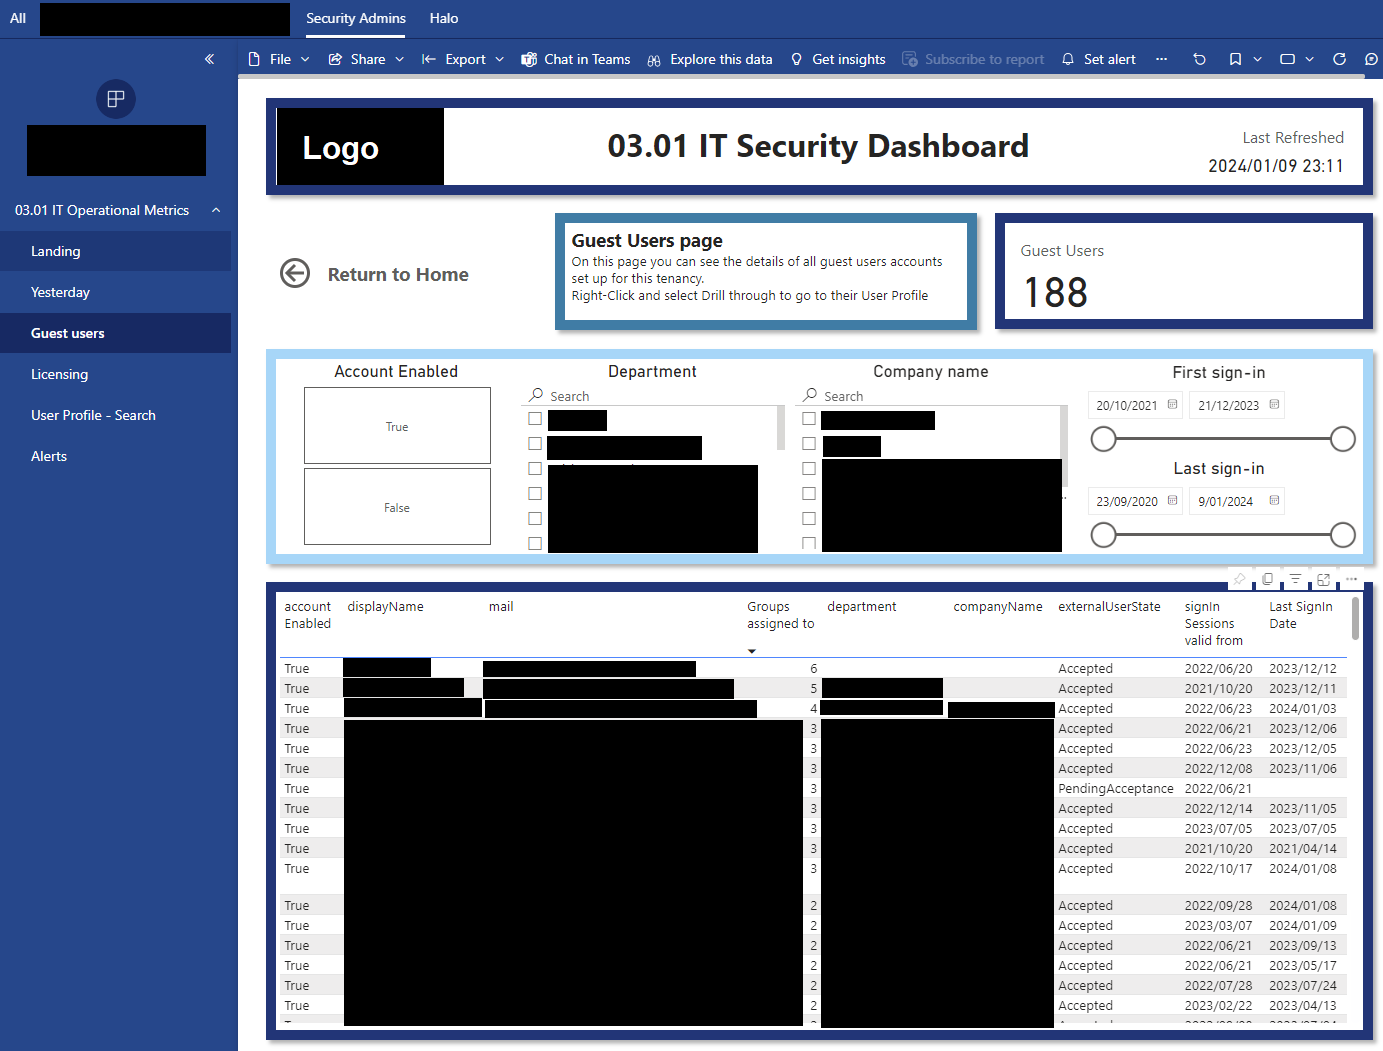 All
Security Admins
Halo
File
Share
Export
Chat in Teams
Explore this data
Get insights
Subscribe to report
Set alert
03.01 IT Operational Metrics
Landing
Yesterday
Guest users
Licensing
User Profile - Search
Alerts
Logo
03.01 IT Security Dashboard
Last Refreshed
2024/01/09 23:11
Return to Home
Guest Users page
On this page you can see the details of all guest users accounts
set up for this tenancy.
Right-Click and select Drill through to go to their User Profile
Guest Users
188
Account Enabled
True
False
Department
Search
Company name
Search
First sign-in
20/10/2021
21/12/2023
Last sign-in
23/09/2020
9/01/2024
account Enabled displayName mail Groups assigned to department companyName externalUserState signIn Sessions valid from Last SignIn Date
True 6 Accepted 2022/06/20 2023/12/12
True 5 Accepted 2021/10/20 2023/12/11
True 4 Accepted 2022/06/23 2024/01/03
True 3 Accepted 2022/06/21 2023/12/06
True 3 Accepted 2022/06/23 2023/12/05
True 3 Accepted 2022/12/08 2023/11/06
True 3 PendingAcceptance 2022/06/21
True 3 Accepted 2022/12/14 2023/11/05
True 3 Accepted 2023/07/05 2023/07/05
True 3 Accepted 2021/10/20 2021/04/14
True 3 Accepted 2022/10/17 2024/01/08
True 2 Accepted 2022/09/28 2024/01/08
True 2 Accepted 2023/03/07 2024/01/09
True 2 Accepted 2022/06/21 2023/09/13
True 2 Accepted 2022/06/21 2023/05/17
True 2 Accepted 2022/07/28 2023/07/24
True 2 Accepted 2023/02/22 2023/04/13